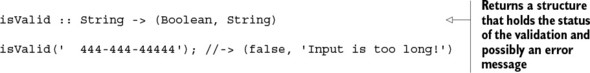 isValid :: String -> (Boolean, String)
isValid('  444-444-44444'); //-> (false, 'Input is too long!')
Returns a structure
that holds the status
of the validation and
possibly an error
message